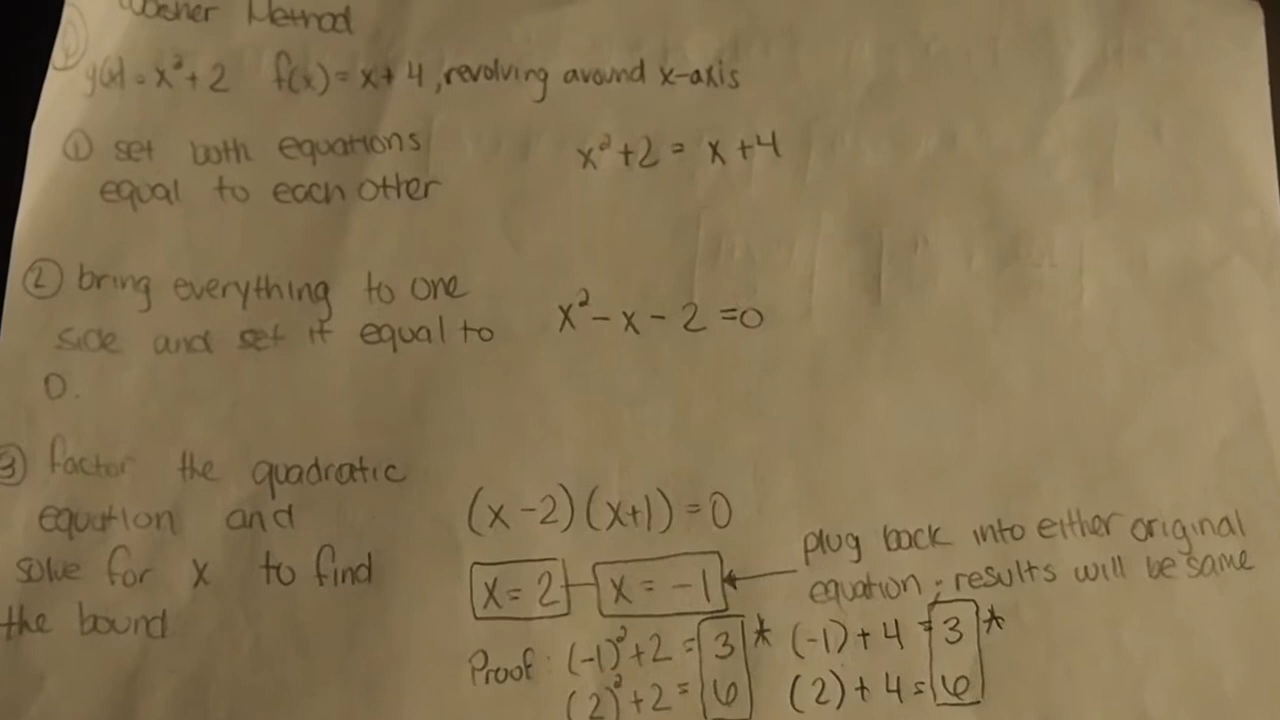 Washer Method
① y(x) = x² + 2 f(x) = x + 4, revolving around x-axis
① set both equations
equal to each other
x² + 2 = x + 4
② bring everything to one
side and set it equal to
0.
x² - x - 2 = 0
③ factor the quadratic
equation and
solve for x to find
the bound
(x - 2)(x + 1) = 0
x = 2 x = -1
plug back into either original
equation; results will be same
Proof: (-1)² + 2 = 3 * (-1) + 4 = 3 *
(2)² + 2 = 6 (2) + 4 = 6